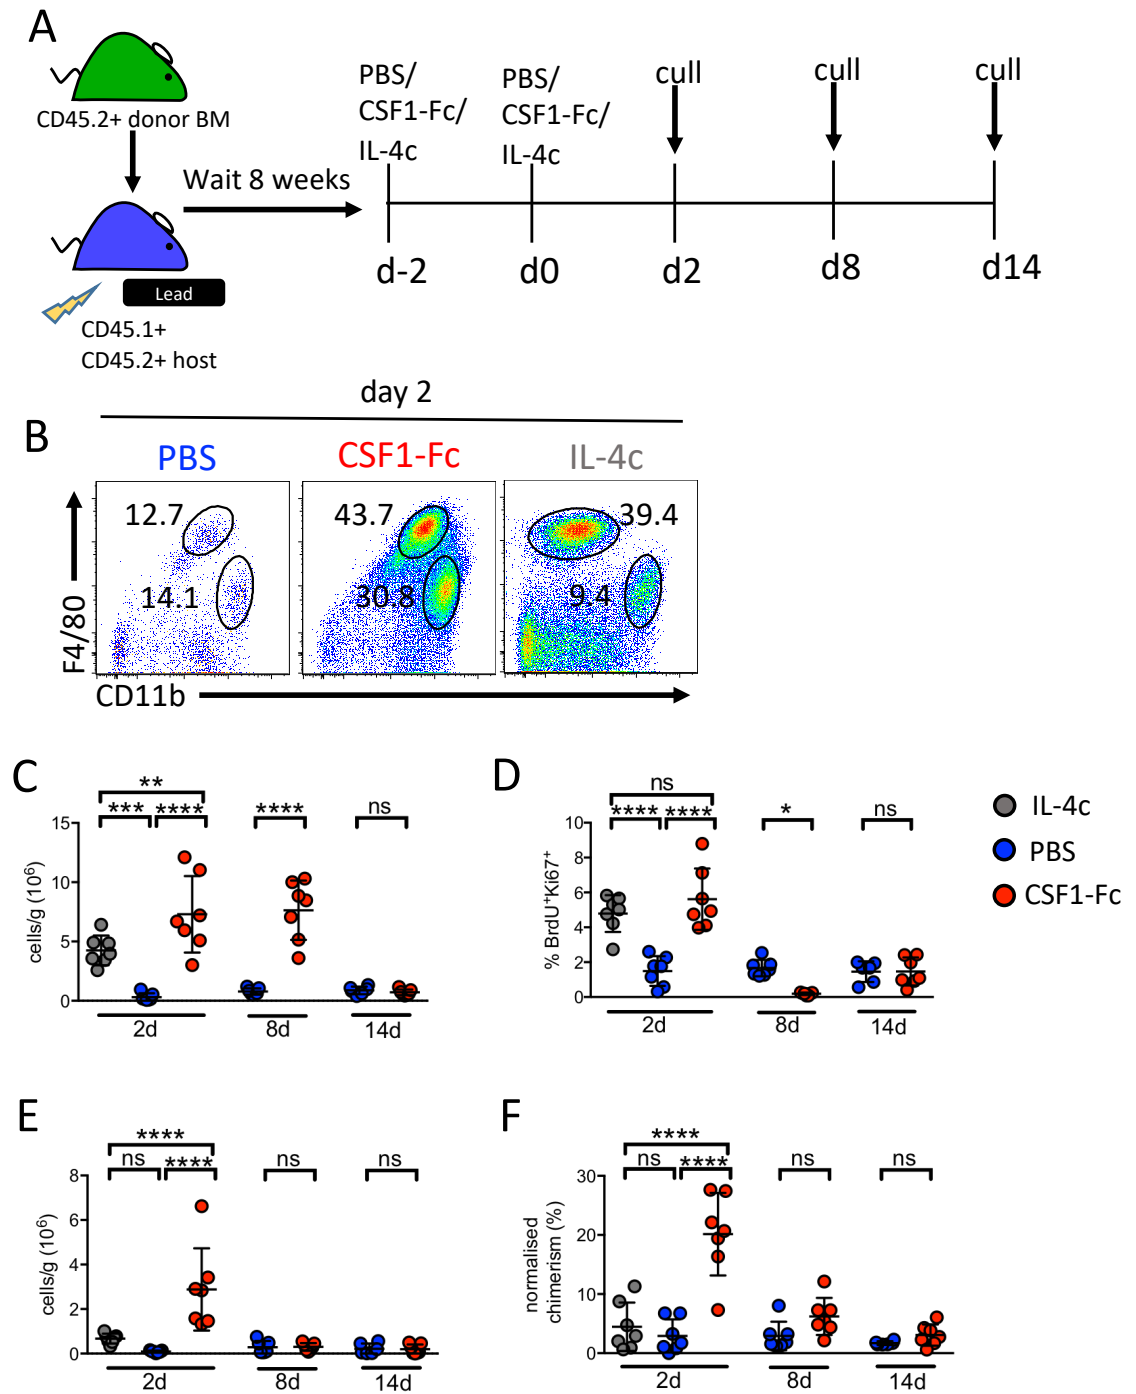 A
CD45.2+ donor BM
Wait 8 weeks
Lead
CD45.1+
CD45.2+ host
PBS/
CSF1-Fc/
IL-4c
PBS/
CSF1-Fc/
IL-4c
cull
cull
cull
d-2
d0
d2
d8
d14
day 2
B
PBS
CSF1-Fc
IL-4c
12.7
14.1
43.7
30.8
39.4
9.4
F4/80
CD11b
C
**
*** ****
****
ns
15
10
5
0
cells/g (10⁶)
2d
8d
14d
D
ns
**** ****
*
ns
10
8
6
4
2
0
% BrdU⁺Ki67⁺
2d
8d
14d
IL-4c
PBS
CSF1-Fc
E
****
ns ****
ns
ns
8
6
4
2
0
cells/g (10⁶)
2d
8d
14d
F
****
ns ****
ns
ns
30
20
10
0
normalised
chimerism (%)
2d
8d
14d